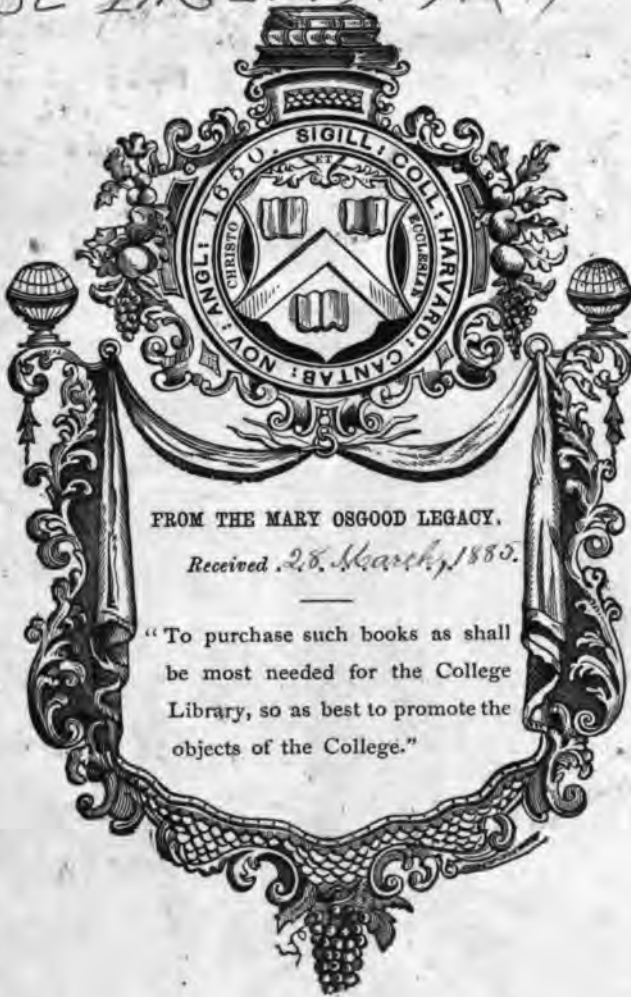 SIGILL: COLL: HARVARD: CANTAB: NOV: ANGL: 1650.
CHRISTO
ET
ECCLESIAE
FROM THE MARY OSGOOD LEGACY.
Received 28. March, 1885.
“To purchase such books as shall
be most needed for the College
Library, so as best to promote the
objects of the College.”